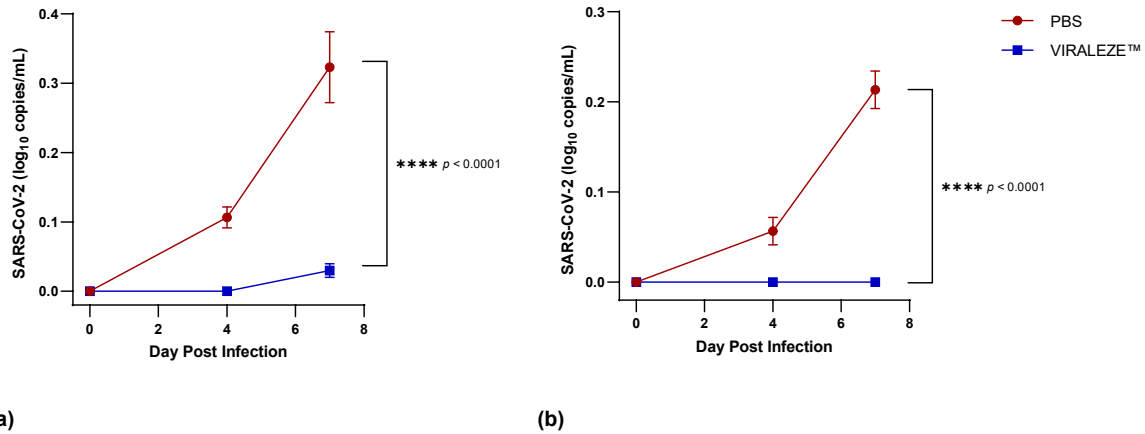 0.4
0.3
0.2
0.1
0.0
SARS-CoV-2 (log10 copies/mL)
0 2 4 6 8
Day Post Infection
**** p < 0.0001
a)
0.3
0.2
0.1
0.0
SARS-CoV-2 (log10 copies/mL)
0 2 4 6 8
Day Post Infection
**** p < 0.0001
(b)
PBS
VIRALEZE™